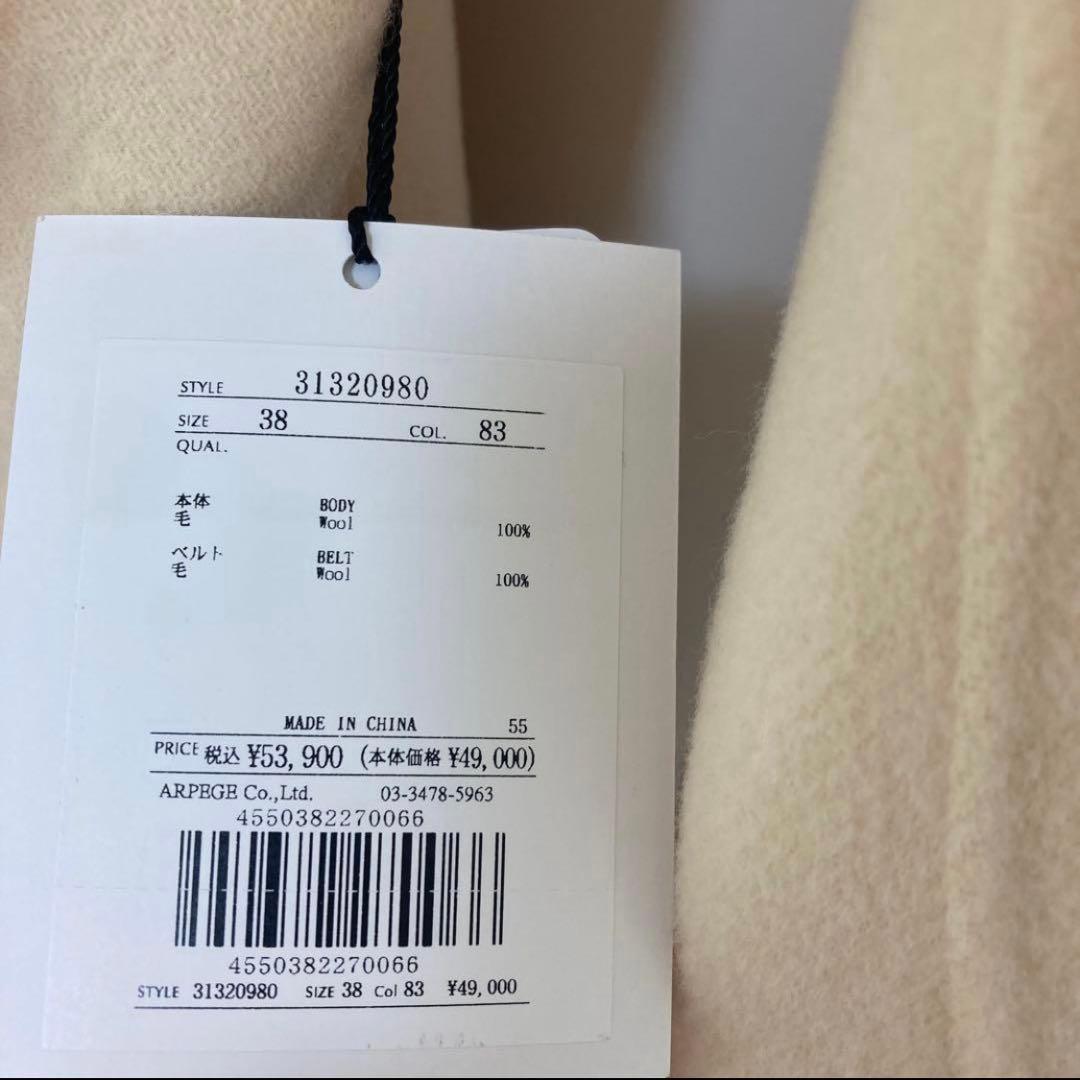 STYLE 31320980
SIZE 38 COL. 83
QUAL.
本体 BODY
毛 Wool 100%
ベルト BELT
毛 Wool 100%
MADE IN CHINA 55
PRICE 税込 ¥53,900 (本体価格 ¥49,000)
ARPEGE Co.,Ltd. 03-3478-5963
4550382270066
4550382270066
STYLE 31320980 SIZE 38 Col 83 ¥49,000